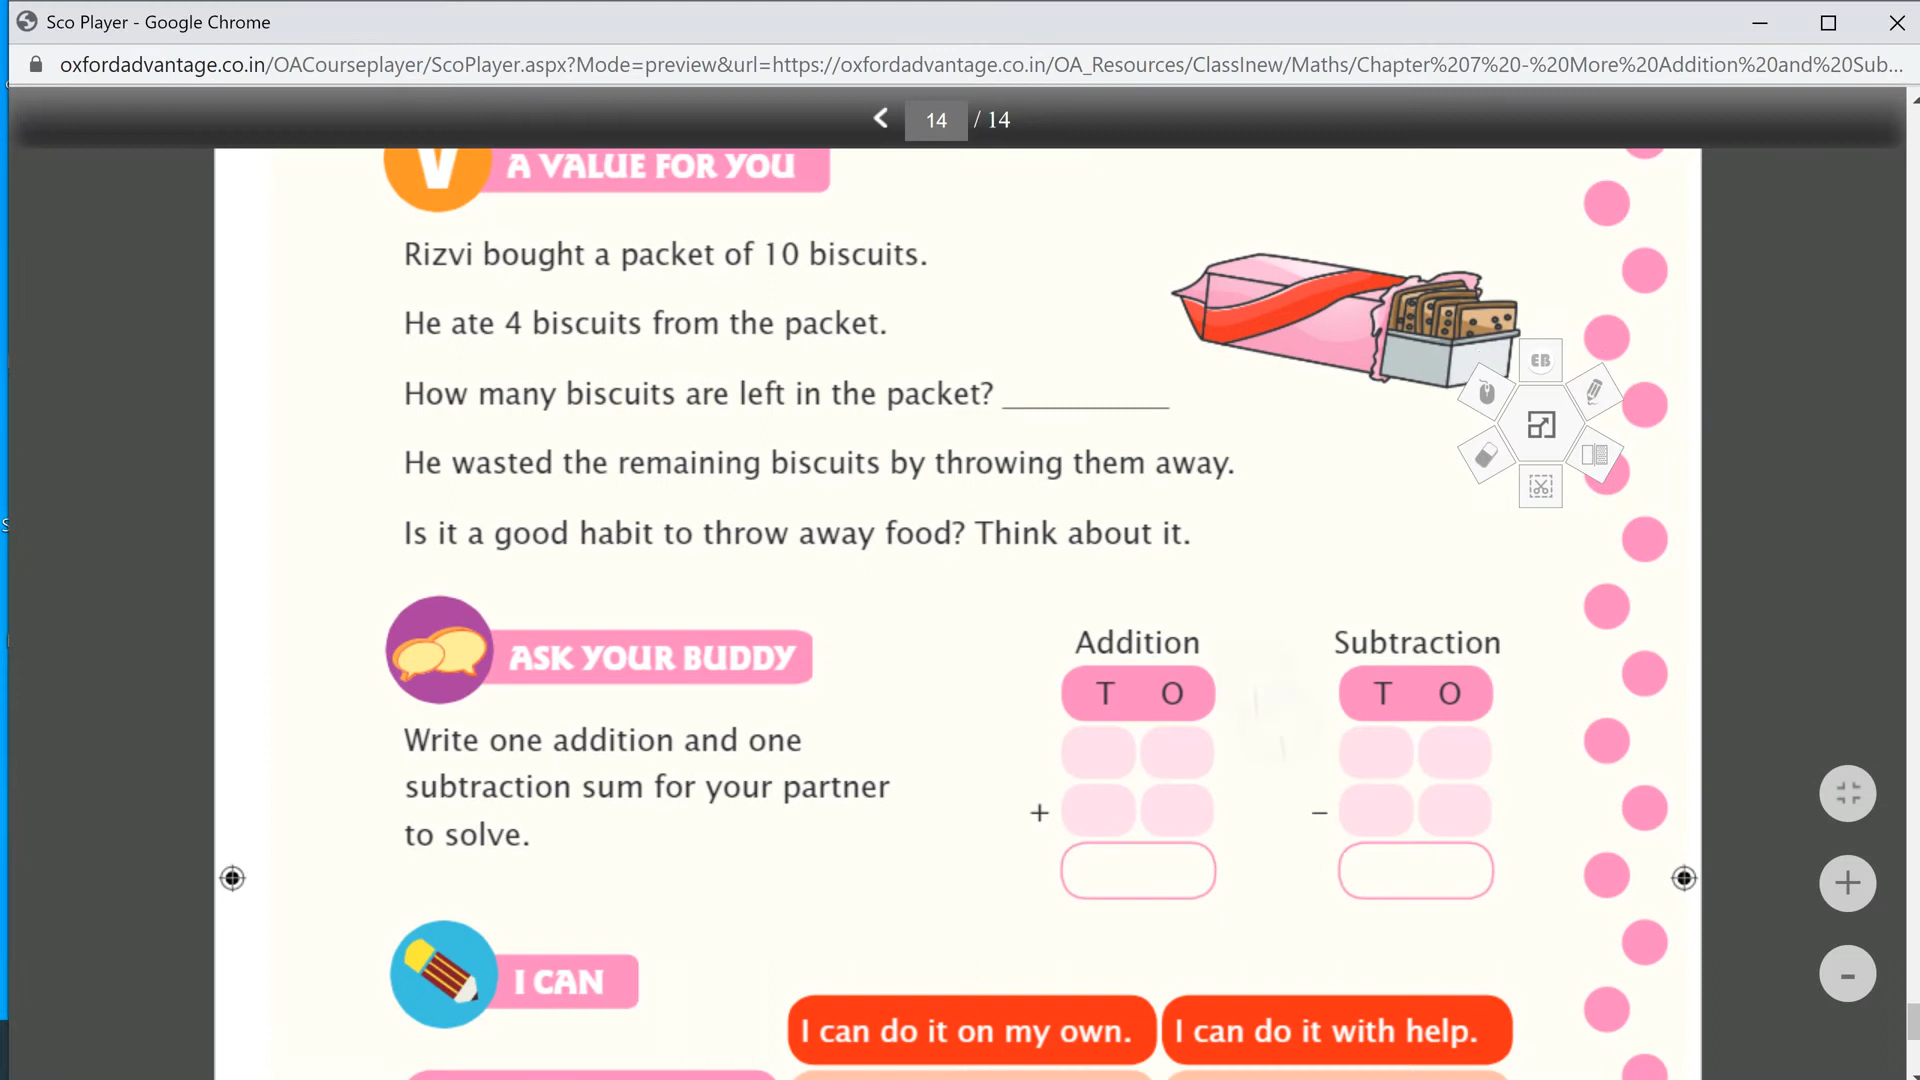 Sco Player - Google Chrome
oxfordadvantage.co.in/OACourseplayer/ScoPlayer.aspx?Mode=preview&url=https://oxfordadvantage.co.in/OA_Resources/ClassInew/Maths/Chapter%207%20-%20More%20Addition%20and%20Sub...
14 / 14
V A VALUE FOR YOU
Rizvi bought a packet of 10 biscuits.
He ate 4 biscuits from the packet.
How many biscuits are left in the packet? __________
He wasted the remaining biscuits by throwing them away.
Is it a good habit to throw away food? Think about it.
EB
ASK YOUR BUDDY
Write one addition and one
subtraction sum for your partner
to solve.
Addition
T O
+
Subtraction
T O
–
I CAN
I can do it on my own.
I can do it with help.